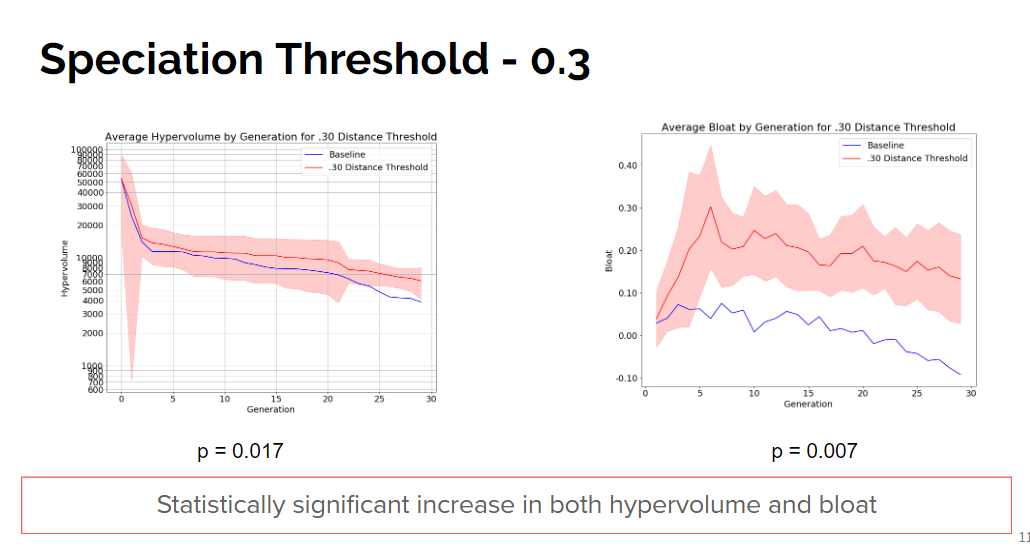 Speciation Threshold - 0.3
Average Hypervolume by Generation for .30 Distance Threshold
Baseline
.30 Distance Threshold
100000
90000
80000
70000
60000
50000
40000
30000
20000
10000
9000
8000
7000
6000
5000
4000
3000
2000
1000
900
800
700
600
Hypervolume
0 5 10 15 20 25 30
Generation
p = 0.017
Average Bloat by Generation for .30 Distance Threshold
Baseline
.30 Distance Threshold
0.40
0.30
0.20
0.10
0.00
-0.10
Bloat
0 5 10 15 20 25 30
Generation
p = 0.007
Statistically significant increase in both hypervolume and bloat
11